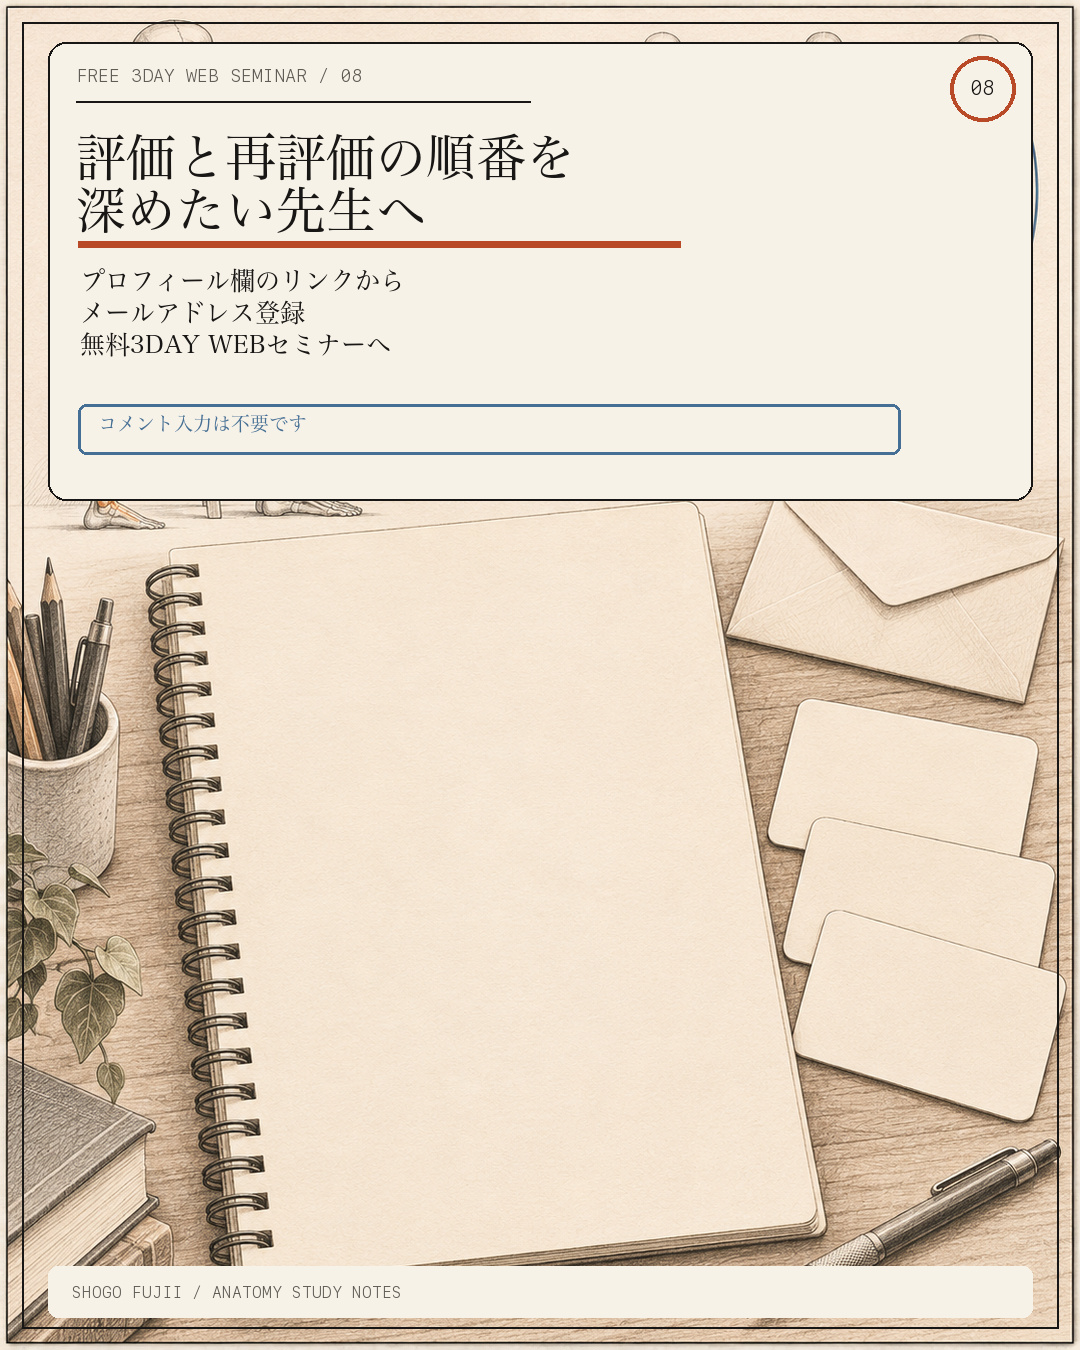 FREE 3DAY WEB SEMINAR / 08
08
評価と再評価の順番を
深めたい先生へ
プロフィール欄のリンクから
メールアドレス登録
無料3DAY WEBセミナーへ
コメント入力は不要です
SHOGO FUJII / ANATOMY STUDY NOTES